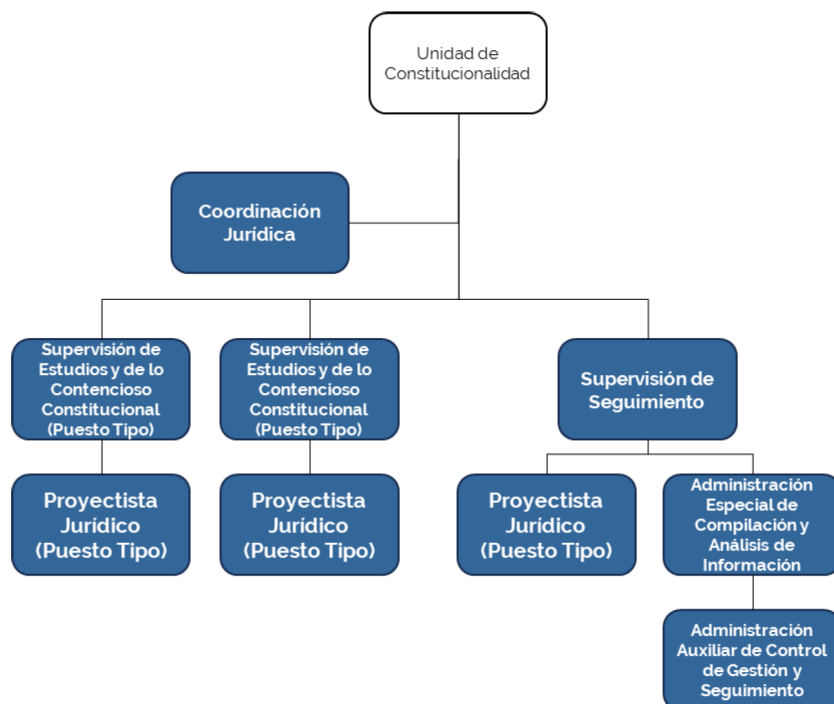 Unidad de
Constitucionalidad
Coordinación
Jurídica
Supervisión de
Estudios y de lo
Contencioso
Constitucional
(Puesto Tipo)
Supervisión de
Estudios y de lo
Contencioso
Constitucional
(Puesto Tipo)
Supervisión de
Seguimiento
Proyectista
Jurídico
(Puesto Tipo)
Proyectista
Jurídico
(Puesto Tipo)
Proyectista
Jurídico
(Puesto Tipo)
Administración
Especial de
Compilación y
Análisis de
Información
Administración
Auxiliar de Control
de Gestión y
Seguimiento